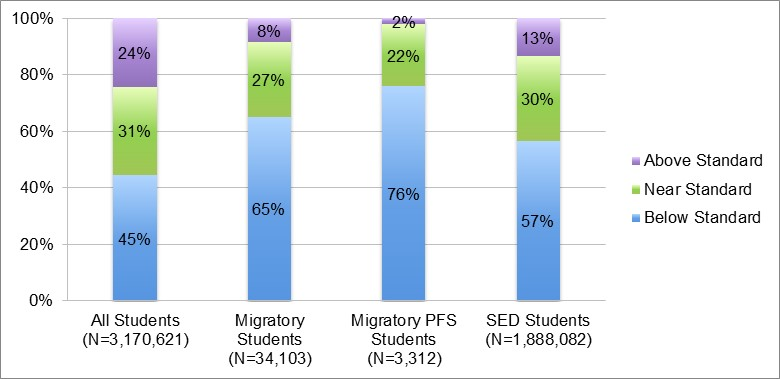 100%
80%
60%
40%
20%
0%
24%
31%
45%
8%
27%
65%
2%
22%
76%
13%
30%
57%
All Students
(N=3,170,621)
Migratory
Students
(N=34,103)
Migratory PFS
Students
(N=3,312)
SED Students
(N=1,888,082)
Above Standard
Near Standard
Below Standard